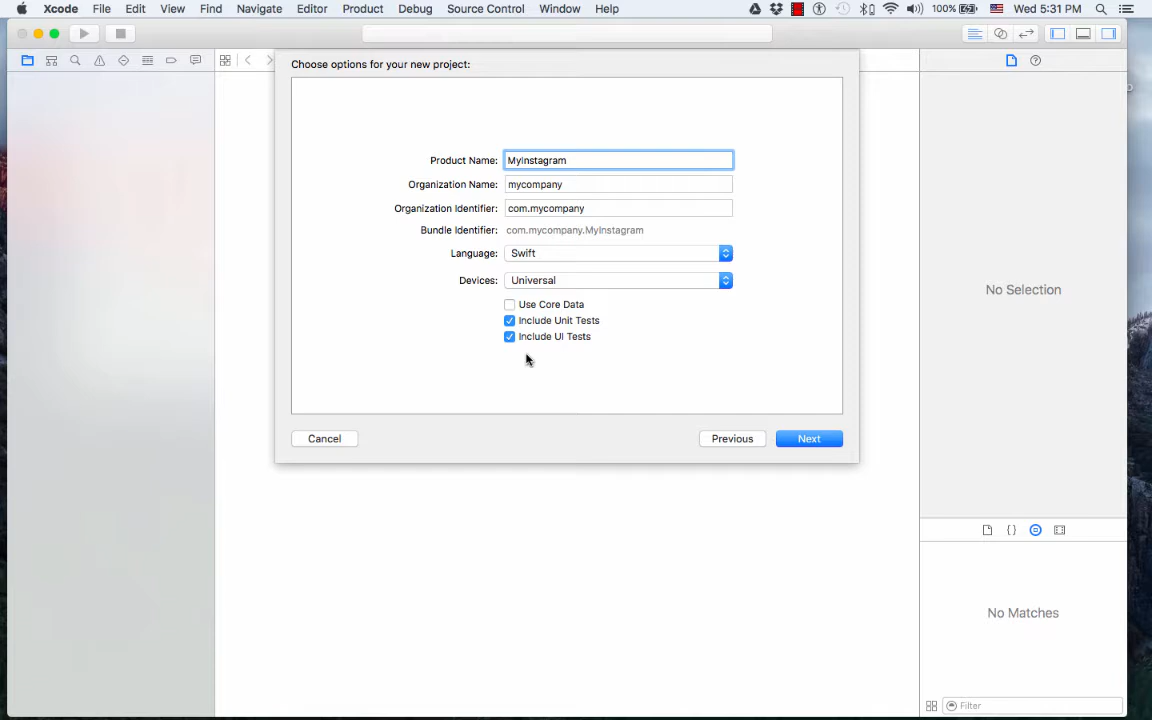 Xcode File Edit View Find Navigate Editor Product Debug Source Control Window Help 100% Wed 5:31 PM
Choose options for your new project:
Product Name: MyInstagram
Organization Name: mycompany
Organization Identifier: com.mycompany
Bundle Identifier: com.mycompany.MyInstagram
Language: Swift
Devices: Universal
Use Core Data
Include Unit Tests
Include UI Tests
Cancel Previous Next
No Selection
{ }
No Matches
Filter